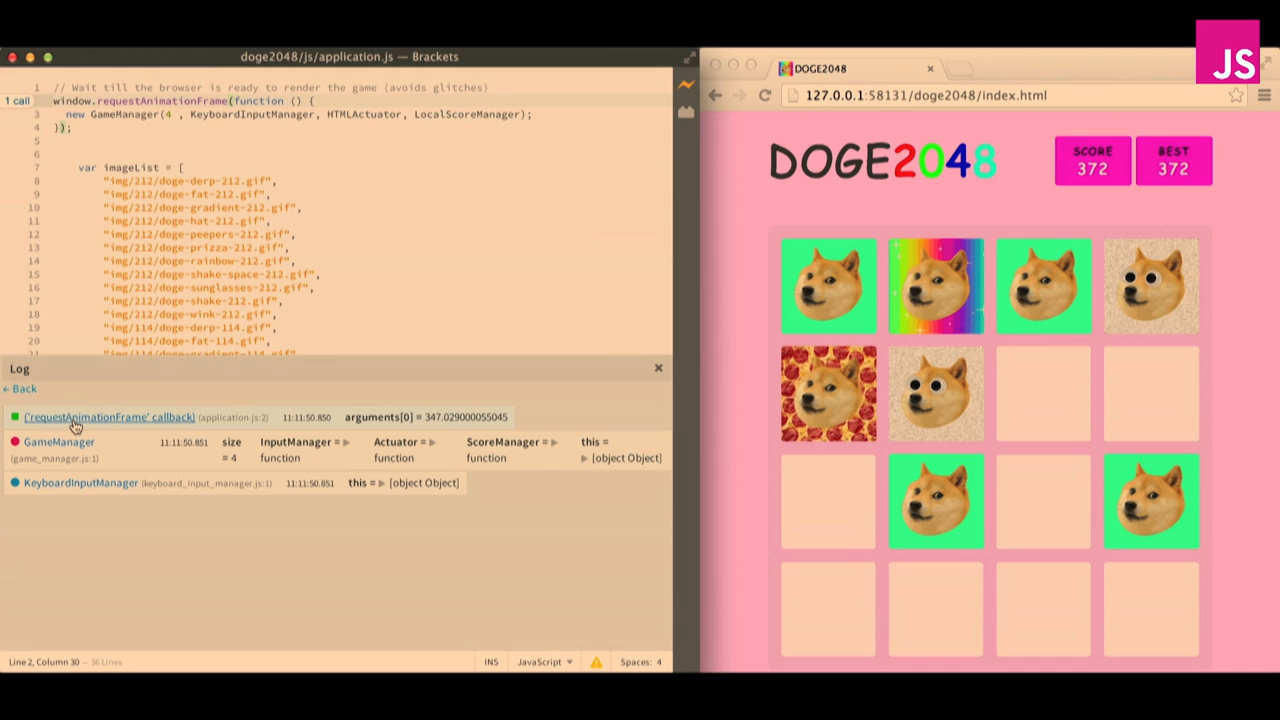 JS
doge2048/js/application.js — Brackets
1 // Wait till the browser is ready to render the game (avoids glitches)
1 call window.requestAnimationFrame(function () {
3 new GameManager(4 , KeyboardInputManager, HTMLActuator, LocalScoreManager);
4 });
5
6
7 var imageList = [
8 "img/212/doge-derp-212.gif",
9 "img/212/doge-fat-212.gif",
10 "img/212/doge-gradient-212.gif",
11 "img/212/doge-hat-212.gif",
12 "img/212/doge-peepers-212.gif",
13 "img/212/doge-prizza-212.gif",
14 "img/212/doge-rainbow-212.gif",
15 "img/212/doge-shake-space-212.gif",
16 "img/212/doge-sunglasses-212.gif",
17 "img/212/doge-shake-212.gif",
18 "img/212/doge-wink-212.gif",
19 "img/114/doge-derp-114.gif",
20 "img/114/doge-fat-114.gif",
21 "img/114/doge-gradient-114.gif"
Log
← Back
('requestAnimationFrame' callback) (application.js:2) 11:11:50.850 arguments[0] = 347.029000055045
GameManager 11:11:50.851 size InputManager = ▶ Actuator = ▶ ScoreManager = ▶ this =
(game_manager.js:1) = 4 function function function ▶ [object Object]
KeyboardInputManager (keyboard_input_manager.js:1) 11:11:50.851 this = ▶ [object Object]
Line 2, Column 30 — 36 Lines INS JavaScript Spaces: 4
DOGE2048
127.0.0.1:58131/doge2048/index.html
DOGE2048
SCORE
372
BEST
372